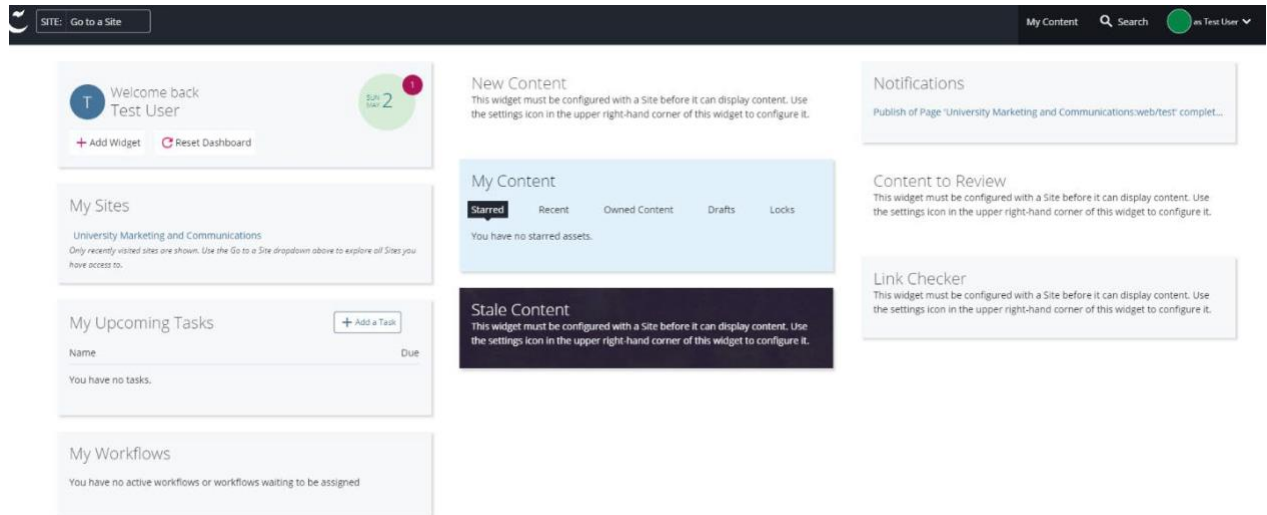 SITE: Go to a Site
My Content
Search
as Test User
T
Welcome back
Test User
2
1
Add Widget
Reset Dashboard
My Sites
University Marketing and Communications
Only recently visited sites are shown. Use the Go to a Site dropdown above to explore all Sites you
have access to.
My Upcoming Tasks
Add a Task
Name Due
You have no tasks.
My Workflows
You have no active workflows or workflows waiting to be assigned
New Content
This widget must be configured with a Site before it can display content. Use
the settings icon in the upper right-hand corner of this widget to configure it.
My Content
Starred Recent Owned Content Drafts Locks
You have no starred assets.
Stale Content
This widget must be configured with a Site before it can display content. Use
the settings icon in the upper right-hand corner of this widget to configure it.
Notifications
Publish of Page 'University Marketing and Communications:web/test' complet...
Content to Review
This widget must be configured with a Site before it can display content. Use
the settings icon in the upper right-hand corner of this widget to configure it.
Link Checker
This widget must be configured with a Site before it can display content. Use
the settings icon in the upper right-hand corner of this widget to configure it.